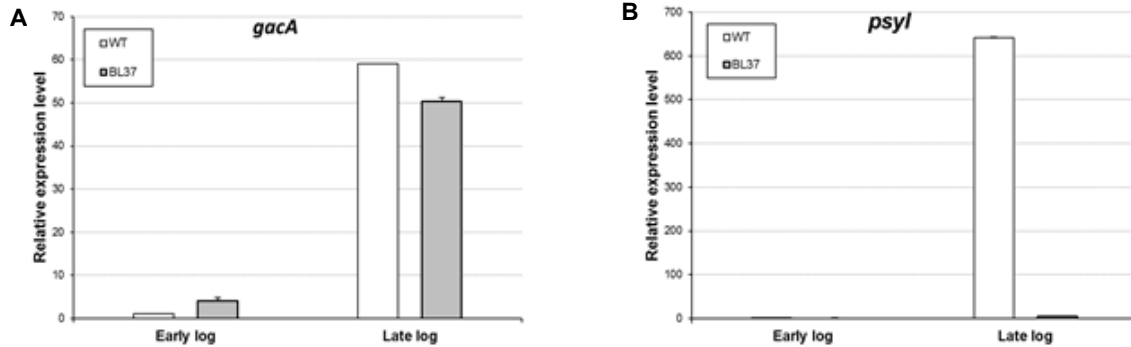 A
gacA
WT
BL37
Relative expression level
70
60
50
40
30
20
10
0
Early log
Late log
B
psyI
WT
BL37
Relative expression level
700
600
500
400
300
200
100
0
Early log
Late log